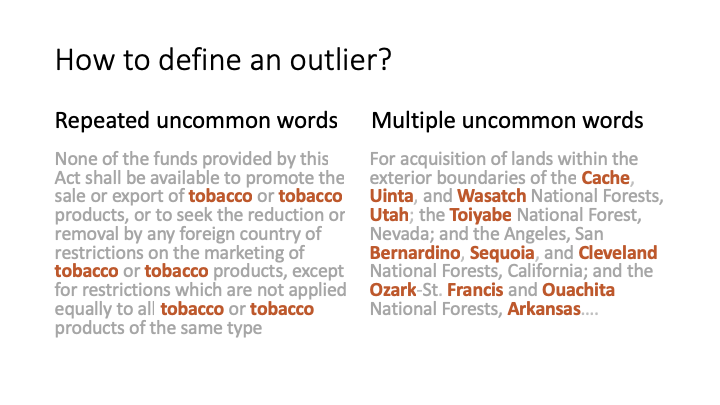 How to define an outlier?
Repeated uncommon words
None of the funds provided by this
Act shall be available to promote the
sale or export of tobacco or tobacco
products, or to seek the reduction or
removal by any foreign country of
restrictions on the marketing of
tobacco or tobacco products, except
for restrictions which are not applied
equally to all tobacco or tobacco
products of the same type
Multiple uncommon words
For acquisition of lands within the
exterior boundaries of the Cache,
Uinta, and Wasatch National Forests,
Utah; the Toiyabe National Forest,
Nevada; and the Angeles, San
Bernardino, Sequoia, and Cleveland
National Forests, California; and the
Ozark-St. Francis and Ouachita
National Forests, Arkansas....